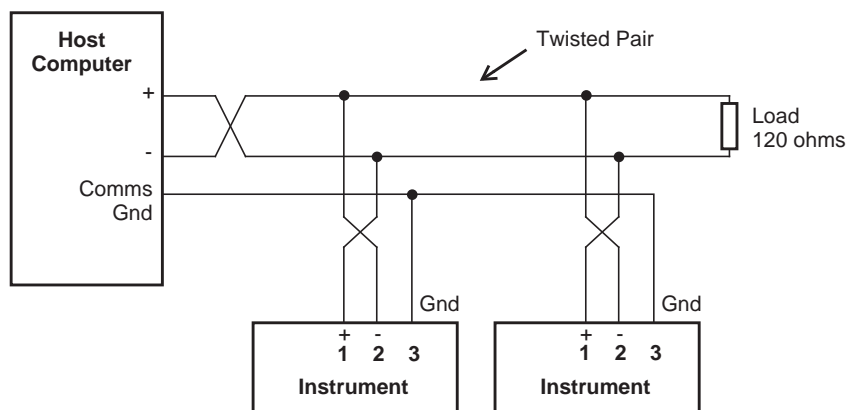 Host
Computer
Twisted Pair
+
-
Load
120 ohms
Comms
Gnd
Gnd
Gnd
+ -
1 2 3
Instrument
+ -
1 2 3
Instrument